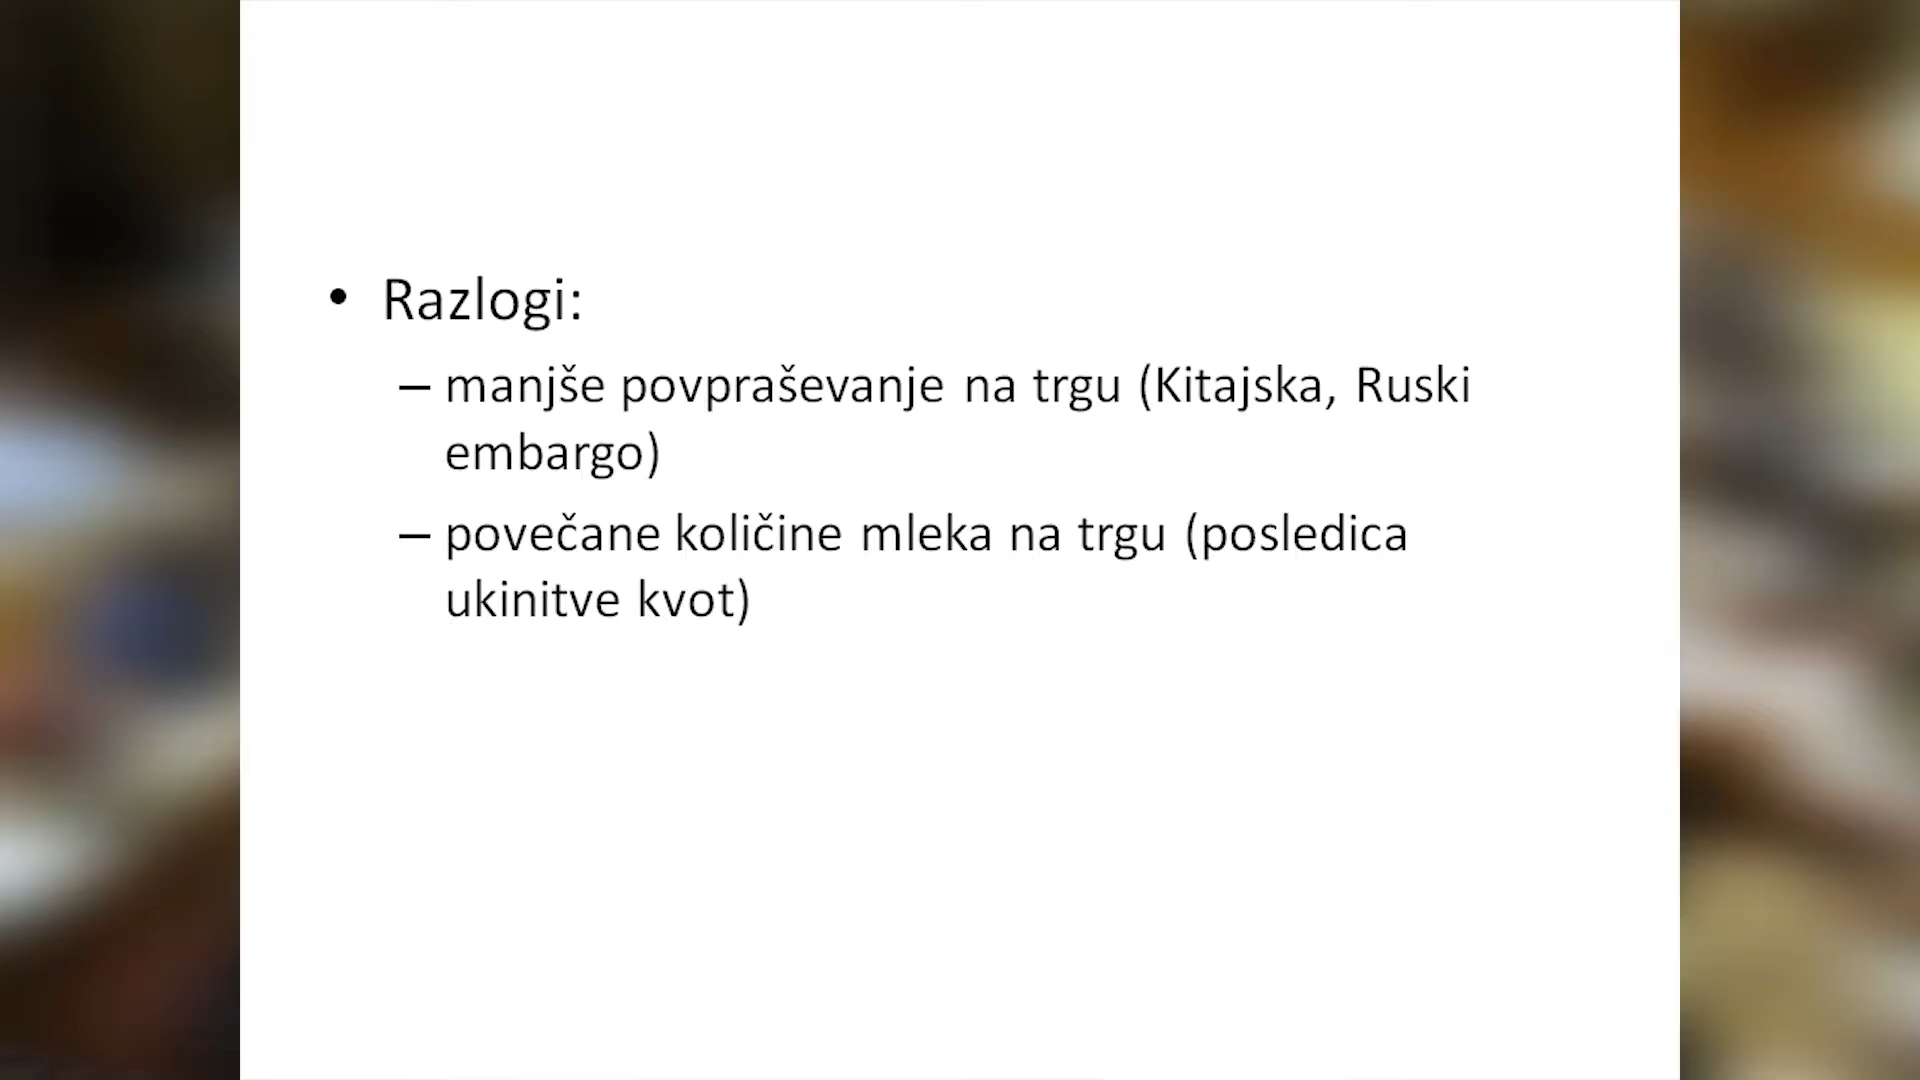 • Razlogi:
– manjše povpraševanje na trgu (Kitajska, Ruski
embargo)
– povečane količine mleka na trgu (posledica
ukinitve kvot)